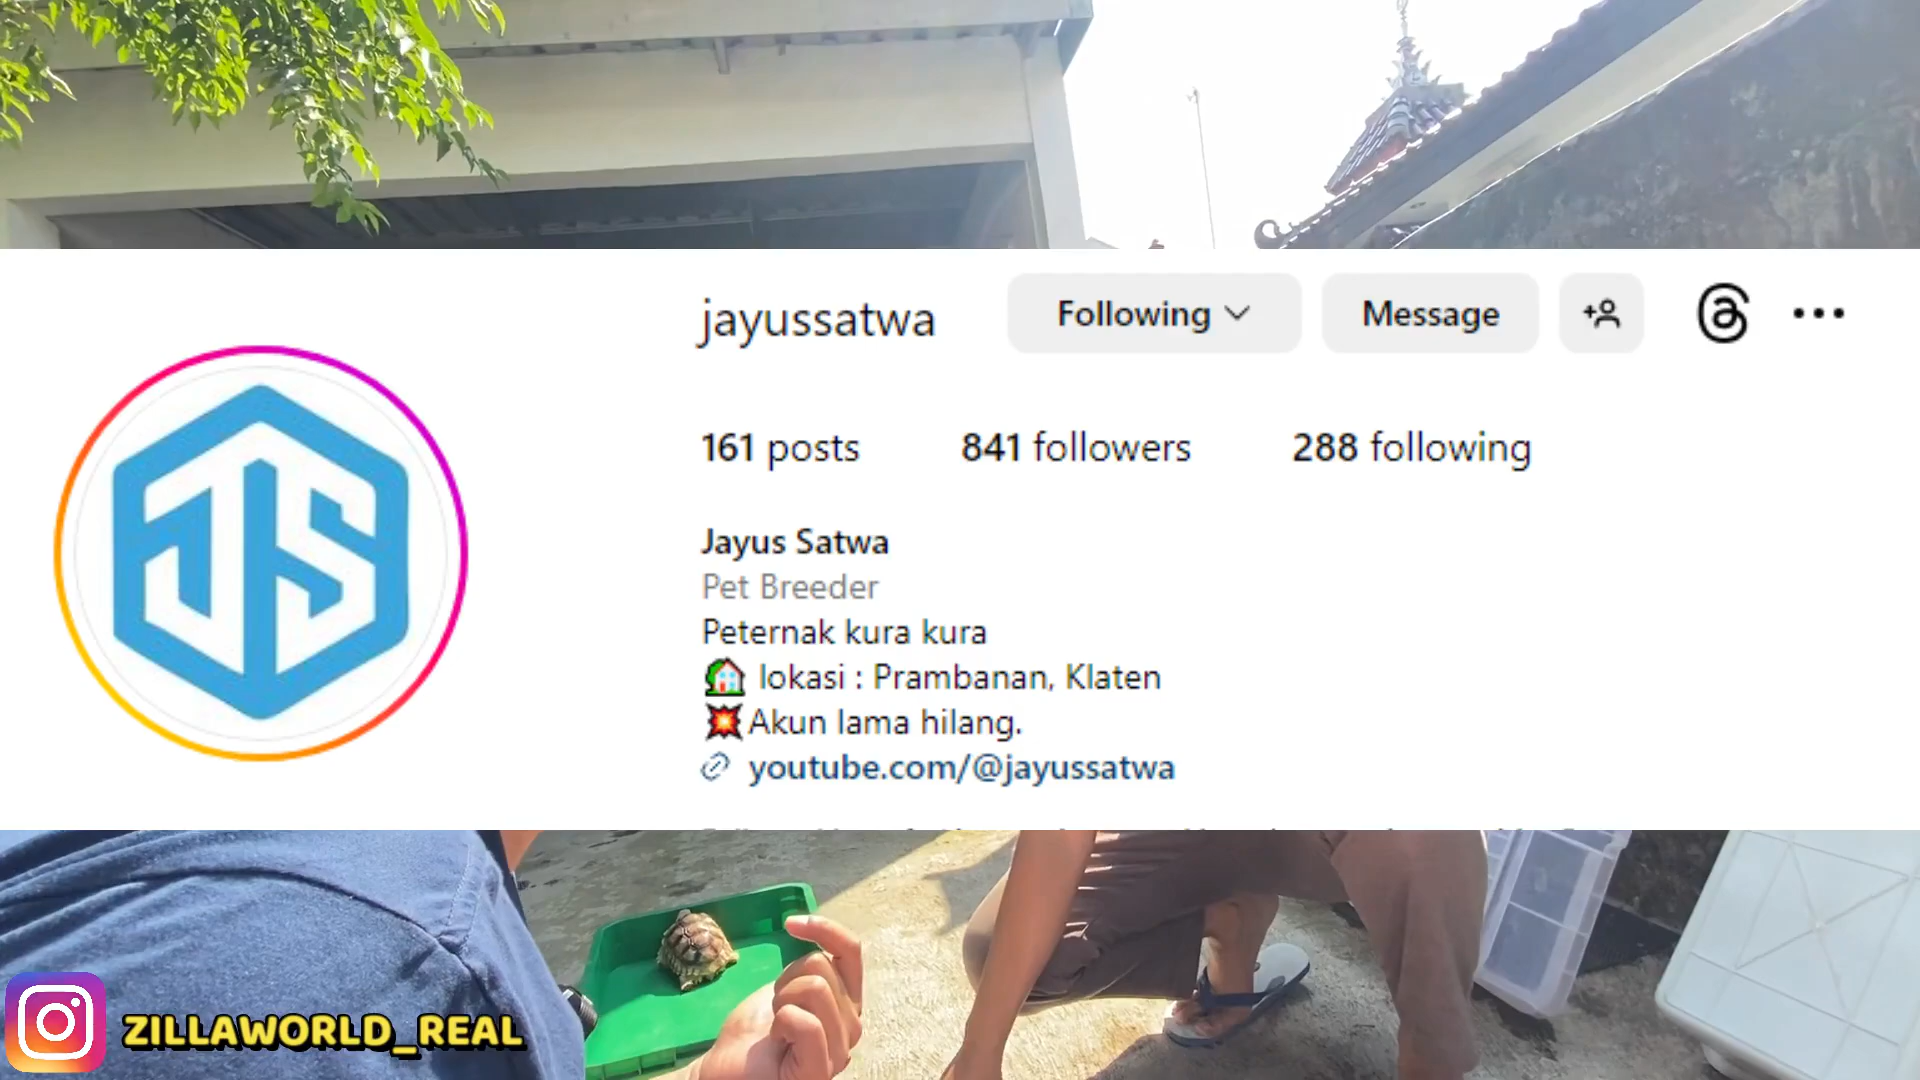 jayussatwa
Following
Message
161 posts
841 followers
288 following
Jayus Satwa
Pet Breeder
Peternak kura kura
lokasi : Prambanan, Klaten
Akun lama hilang.
youtube.com/@jayussatwa
JS
ZILLAWORLD_REAL